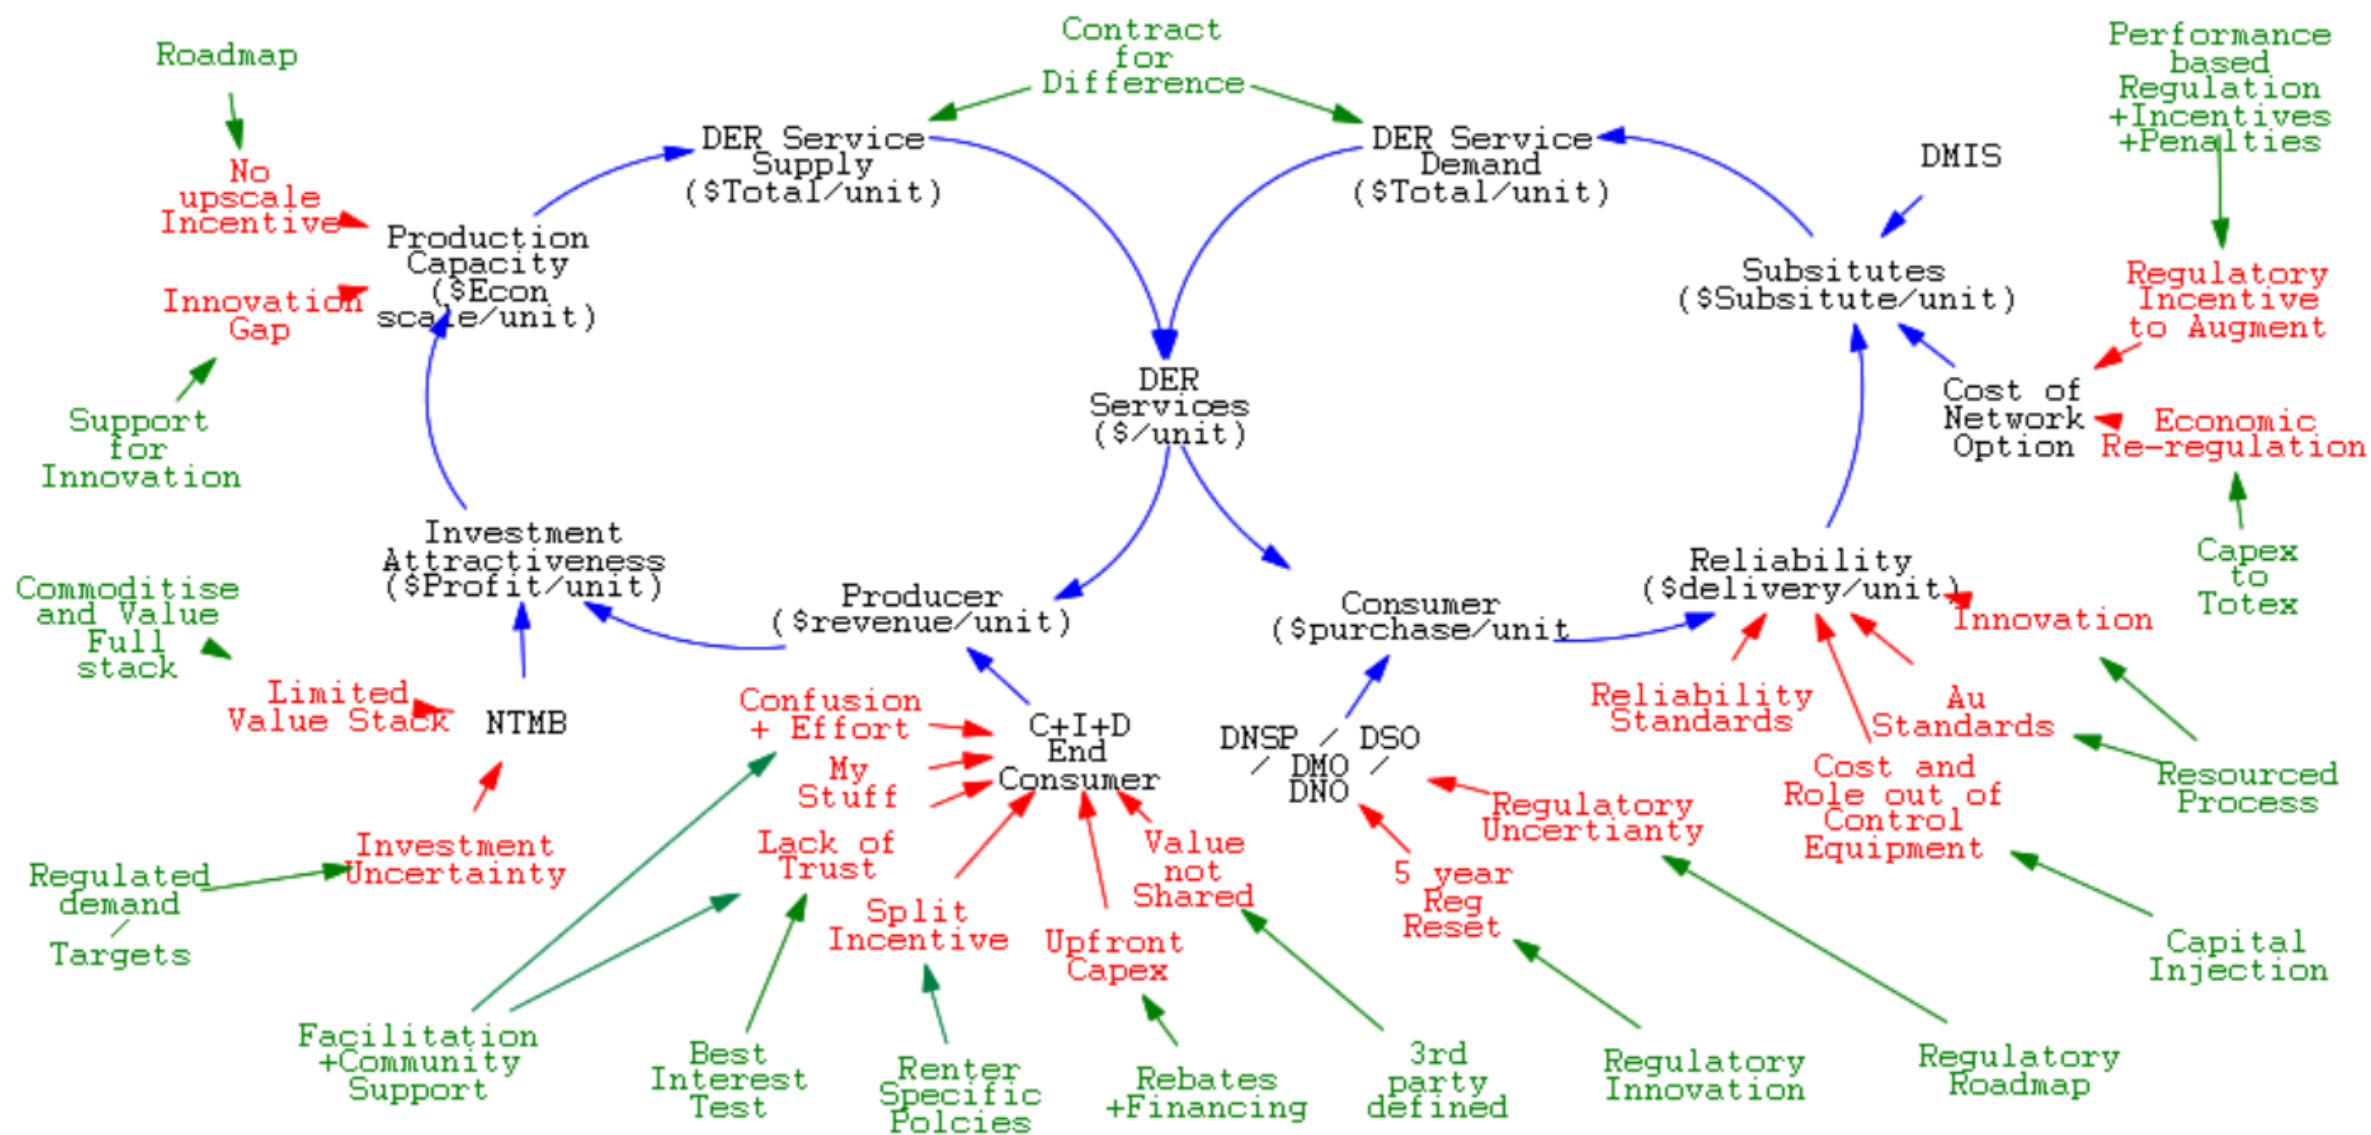 Roadmap
Contract
for
Difference
Performance
based
Regulation
+Incentives
+Penalties
No
upscale
Incentive
DER Service
Supply
($Total/unit)
DER Service
Demand
($Total/unit)
DMIS
Production
Capacity
($Econ
scale/unit)
Innovation
Gap
Subsitutes
($Subsitute/unit)
Regulatory
Incentive
to Augment
DER
Services
($/unit)
Cost of
Network
Option
Economic
Re-regulation
Support
for
Innovation
Investment
Attractiveness
($Profit/unit)
Producer
($revenue/unit)
Consumer
($purchase/unit
Reliability
($delivery/unit)
Innovation
Capex
to
Totex
Commoditise
and Value
Full
stack
Limited
Value Stack
NTMB
Confusion
+ Effort
My
Stuff
Lack of
Trust
C+I+D
End
Consumer
DNSP / DSO
/ DMO /
DNO
Reliability
Standards
Au
Standards
Cost and
Role out of
Control
Equipment
Resourced
Process
Investment
Uncertainty
Regulated
demand
/
Targets
Split
Incentive
Upfront
Capex
Value
not
Shared
5 year
Reg
Reset
Regulatory
Uncertianty
Capital
Injection
Facilitation
+Community
Support
Best
Interest
Test
Renter
Specific
Polcies
Rebates
+Financing
3rd
party
defined
Regulatory
Innovation
Regulatory
Roadmap